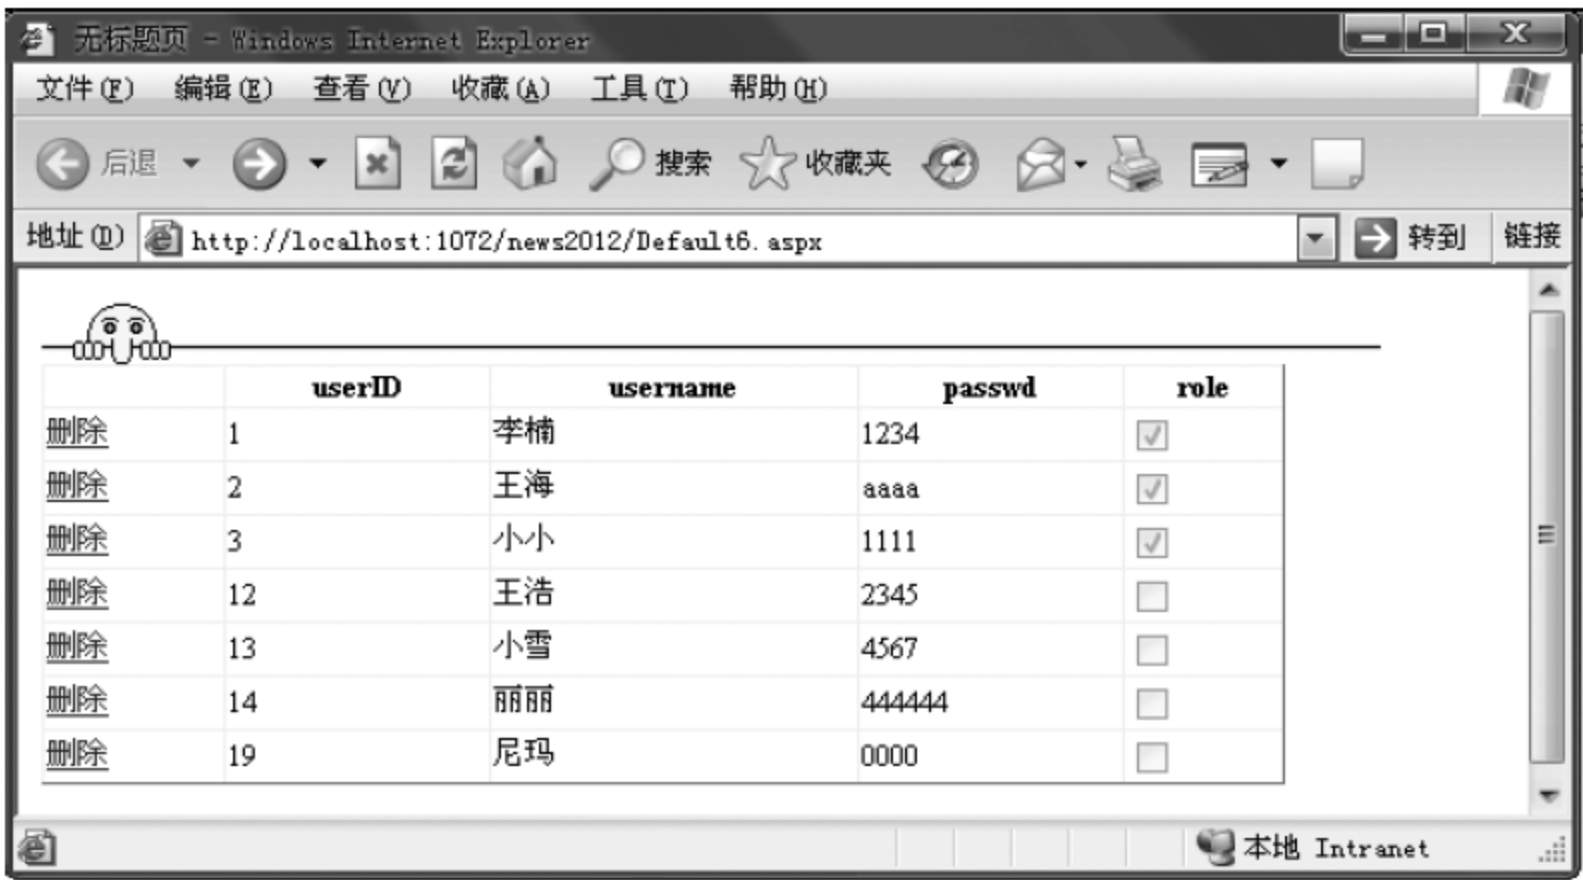 无标题页 - Windows Internet Explorer
文件(F) 编辑(E) 查看(V) 收藏(A) 工具(T) 帮助(H)
后退 搜索 收藏夹
地址(D) http://localhost:1072/news2012/Default6.aspx 转到 链接
userID username passwd role
删除 1 李楠 1234
删除 2 王海 aaaa
删除 3 小小 1111
删除 12 王浩 2345
删除 13 小雪 4567
删除 14 丽丽 444444
删除 19 尼玛 0000
本地 Intranet